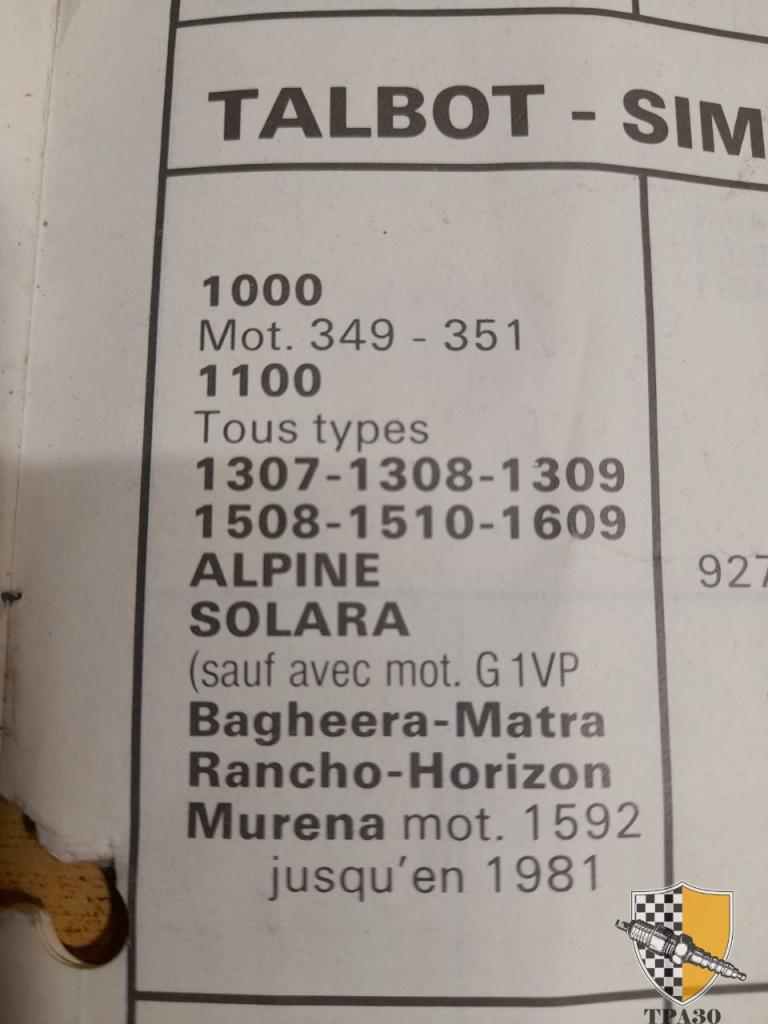 TALBOT - SIM
1000
Mot. 349 - 351
1100
Tous types
1307-1308-1309
1508-1510-1609
ALPINE
927
SOLARA
(sauf avec mot. G 1VP
Bagheera-Matra
Rancho-Horizon
Murena mot. 1592
jusqu'en 1981
TPA30